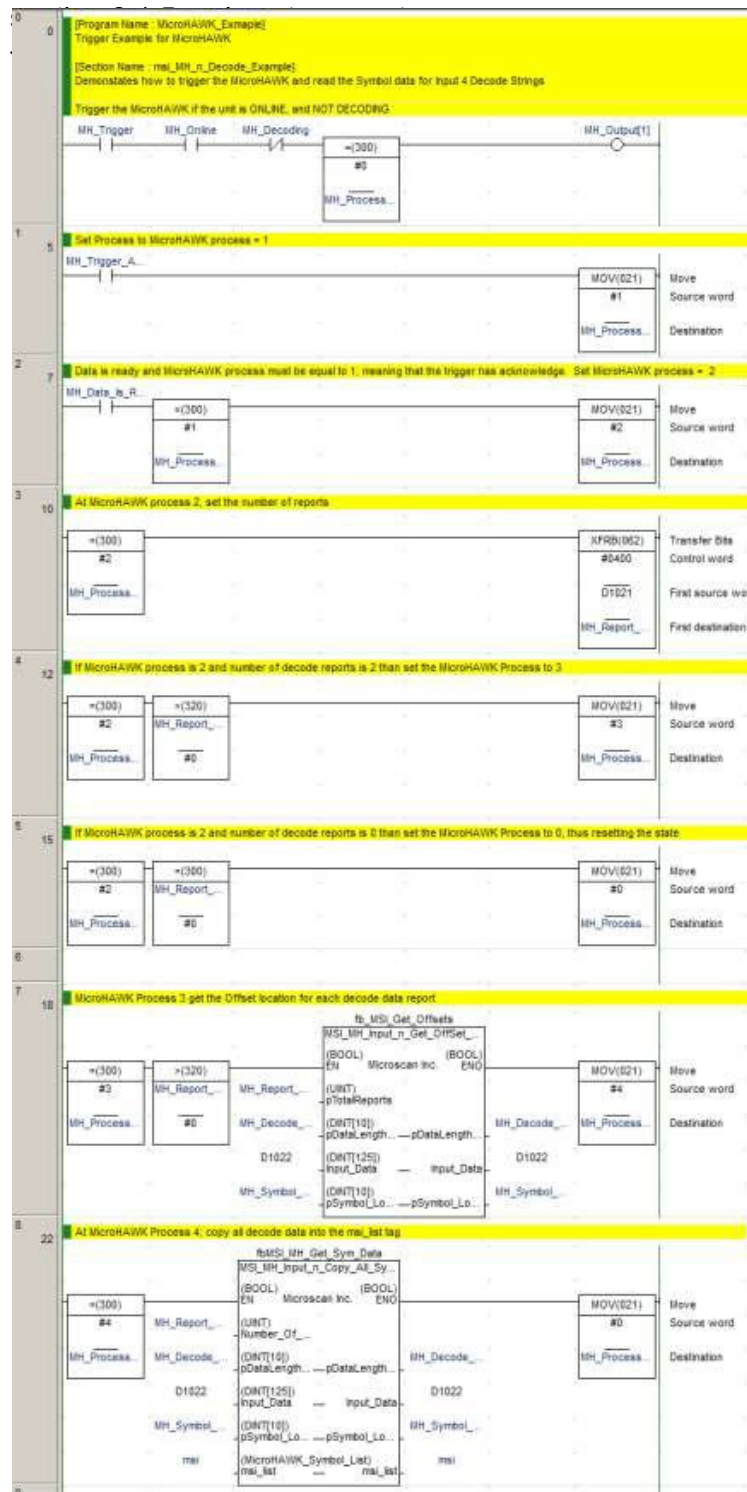 0
0
[Program Name : MicroHAWK_Exmaple]
Trigger Example for MicroHAWK
[Section Name : msi_MH_n_Decode_Example]
Demonstates how to trigger the MicroHAWK and read the Symbol data for Input 4 Decode Strings
Trigger the MicroHAWK if the unit is ONLINE, and NOT DECODING
MH_Trigger MH_Online MH_Decoding MH_Output[1]
=(300)
#0
MH_Process...
1
5
Set Process to MicroHAWK process = 1
MH_Trigger_A...
MOV(021) Move
#1 Source word
MH_Process... Destination
2
7
Data is ready and MicroHAWK process must be equal to 1, meaning that the trigger has acknowledge. Set MicroHAWK process = 2
MH_Data_Is_R...
=(300) MOV(021) Move
#1 #2 Source word
MH_Process... MH_Process... Destination
3
10
At MicroHAWK process 2, set the number of reports
=(300) XFRB(062) Transfer Bits
#2 #0400 Control word
MH_Process... D1021 First source wo
MH_Report_... First destination
4
12
If MicroHAWK process is 2 and number of decode reports is 2 than set the MicroHAWK Process to 3
=(300) >(320) MOV(021) Move
#2 MH_Report_... #3 Source word
MH_Process... #0 MH_Process... Destination
5
15
If MicroHAWK process is 2 and number of decode reports is 0 than set the MicroHAWK Process to 0, thus resetting the state
=(300) =(300) MOV(021) Move
#2 MH_Report_... #0 Source word
MH_Process... #0 MH_Process... Destination
6
7
18
MicroHAWK Process 3 get the Offset location for each decode data report
fb_MSI_Get_Offsets
MSI_MH_Input_n_Get_OffSet_...
(BOOL) (BOOL)
EN Microscan Inc. ENO
=(300) >(320) MOV(021) Move
#3 MH_Report_... MH_Report_... (UINT) #4 Source word
pTotalReports
MH_Process... #0 MH_Decode_... (DINT[10]) MH_Decode_... MH_Process... Destination
pDataLength... pDataLength...
D1022 (DINT[125]) D1022
Input_Data Input_Data
MH_Symbol_... (DINT[10]) MH_Symbol_...
pSymbol_Lo... pSymbol_Lo...
8
22
At MicroHAWK Process 4; copy all decode data into the msi_list tag
fbMSI_MH_Get_Sym_Data
MSI_MH_Input_n_Copy_All_Sy...
(BOOL) (BOOL)
EN Microscan Inc. ENO
=(300) MOV(021) Move
#4 MH_Report_... (UINT) #0 Source word
Number_Of_...
MH_Process... MH_Decode_... (DINT[10]) MH_Decode_... MH_Process... Destination
pDataLength... pDataLength...
D1022 (DINT[125]) D1022
Input_Data Input_Data
MH_Symbol_... (DINT[10]) MH_Symbol_...
pSymbol_Lo... pSymbol_Lo...
msi (MicroHAWK_Symbol_List) msi
msi_list msi_list